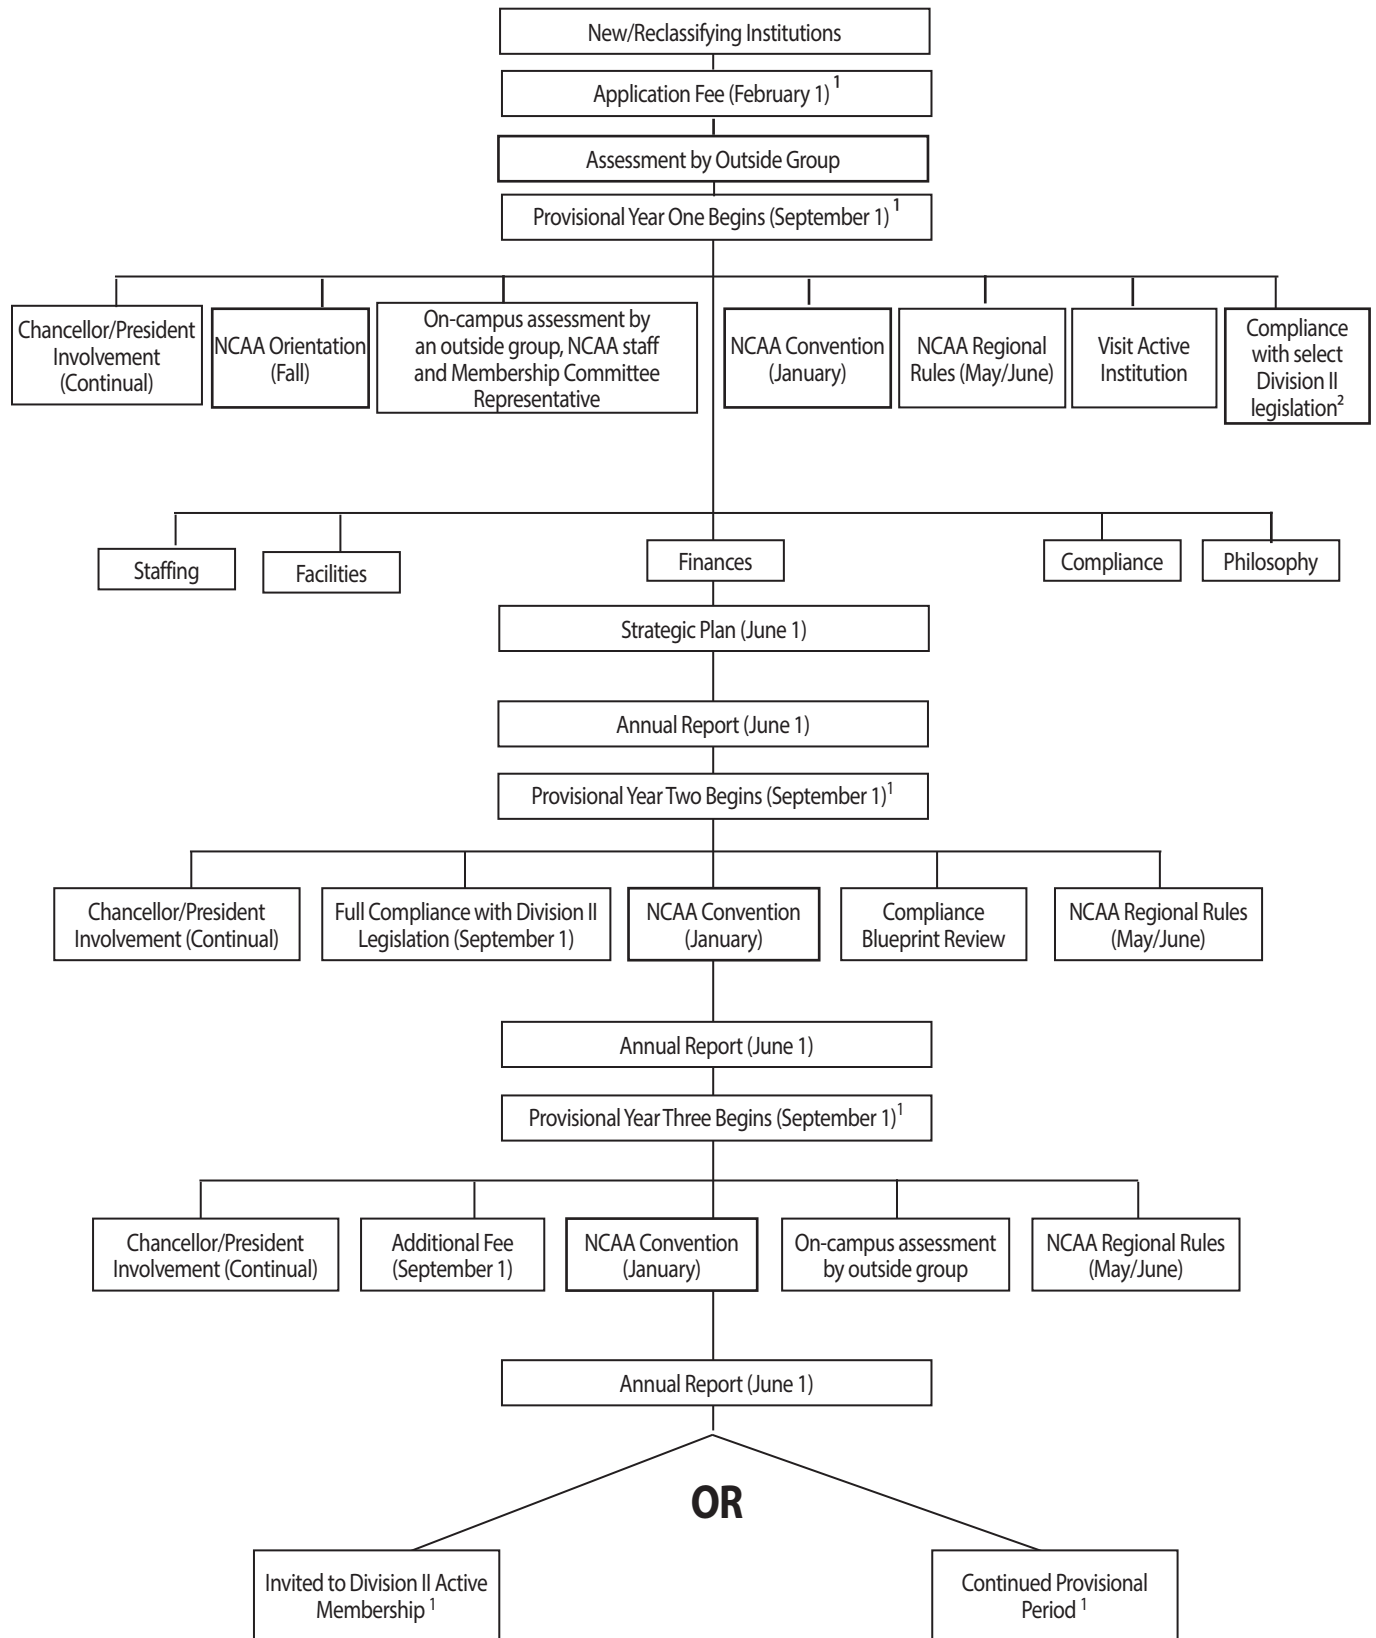 New/Reclassifying Institutions
Application Fee (February 1) 1
Assessment by Outside Group
Provisional Year One Begins (September 1) 1
Chancellor/President
Involvement
(Continual)
NCAA Orientation
(Fall)
On-campus assessment by
an outside group, NCAA staff
and Membership Committee
Representative
NCAA Convention
(January)
NCAA Regional
Rules (May/June)
Visit Active
Institution
Compliance
with select
Division II
legislation2
Staffing
Facilities
Finances
Compliance
Philosophy
Strategic Plan (June 1)
Annual Report (June 1)
Provisional Year Two Begins (September 1)1
Chancellor/President
Involvement (Continual)
Full Compliance with Division II
Legislation (September 1)
NCAA Convention
(January)
Compliance
Blueprint Review
NCAA Regional Rules
(May/June)
Annual Report (June 1)
Provisional Year Three Begins (September 1)1
Chancellor/President
Involvement (Continual)
Additional Fee
(September 1)
NCAA Convention
(January)
On-campus assessment
by outside group
NCAA Regional Rules
(May/June)
Annual Report (June 1)
OR
Invited to Division II Active
Membership 1
Continued Provisional
Period 1